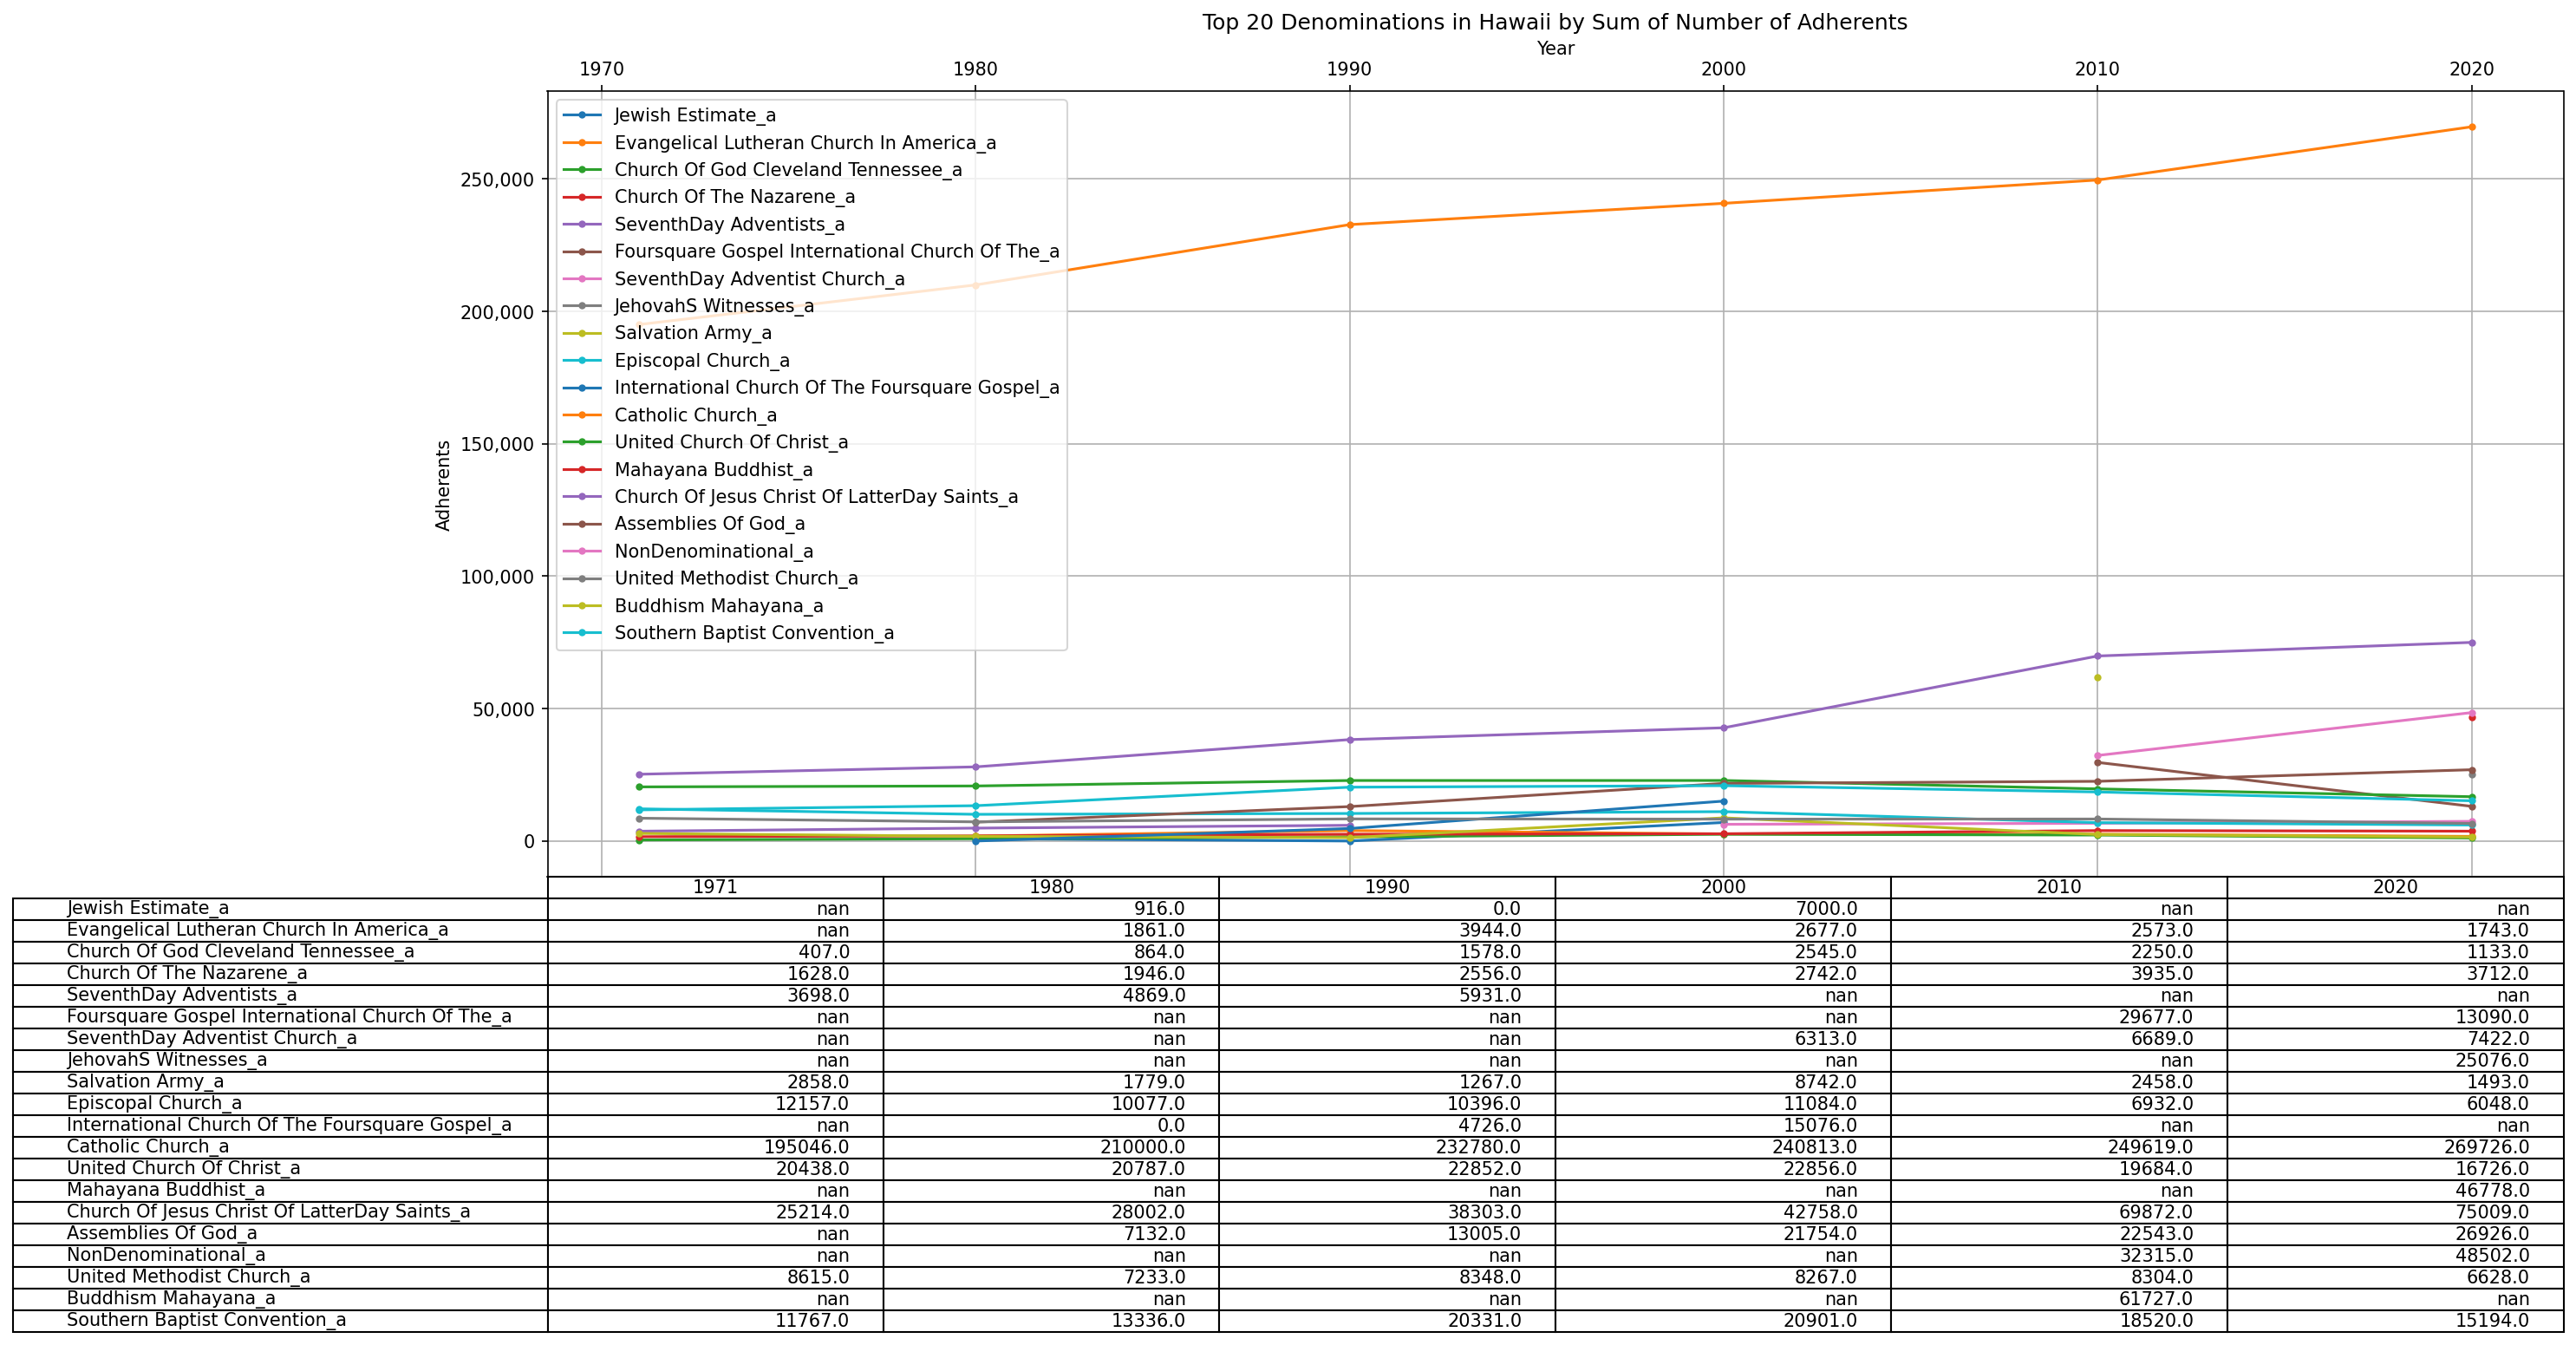 Top 20 Denominations in Hawaii by Sum of Number of Adherents
Year
1970 1980 1990 2000 2010 2020
Jewish Estimate_a
Evangelical Lutheran Church In America_a
Church Of God Cleveland Tennessee_a
Church Of The Nazarene_a
SeventhDay Adventists_a
Foursquare Gospel International Church Of The_a
SeventhDay Adventist Church_a
JehovahS Witnesses_a
Salvation Army_a
Episcopal Church_a
International Church Of The Foursquare Gospel_a
Catholic Church_a
United Church Of Christ_a
Mahayana Buddhist_a
Church Of Jesus Christ Of LatterDay Saints_a
Assemblies Of God_a
NonDenominational_a
United Methodist Church_a
Buddhism Mahayana_a
Southern Baptist Convention_a
Adherents
250,000
200,000
150,000
100,000
50,000
0
1971 1980 1990 2000 2010 2020
Jewish Estimate_a nan 916.0 0.0 7000.0 nan nan
Evangelical Lutheran Church In America_a nan 1861.0 3944.0 2677.0 2573.0 1743.0
Church Of God Cleveland Tennessee_a 407.0 864.0 1578.0 2545.0 2250.0 1133.0
Church Of The Nazarene_a 1628.0 1946.0 2556.0 2742.0 3935.0 3712.0
SeventhDay Adventists_a 3698.0 4869.0 5931.0 nan nan nan
Foursquare Gospel International Church Of The_a nan nan nan nan 29677.0 13090.0
SeventhDay Adventist Church_a nan nan nan 6313.0 6689.0 7422.0
JehovahS Witnesses_a nan nan nan nan nan 25076.0
Salvation Army_a 2858.0 1779.0 1267.0 8742.0 2458.0 1493.0
Episcopal Church_a 12157.0 10077.0 10396.0 11084.0 6932.0 6048.0
International Church Of The Foursquare Gospel_a nan 0.0 4726.0 15076.0 nan nan
Catholic Church_a 195046.0 210000.0 232780.0 240813.0 249619.0 269726.0
United Church Of Christ_a 20438.0 20787.0 22852.0 22856.0 19684.0 16726.0
Mahayana Buddhist_a nan nan nan nan nan 46778.0
Church Of Jesus Christ Of LatterDay Saints_a 25214.0 28002.0 38303.0 42758.0 69872.0 75009.0
Assemblies Of God_a nan 7132.0 13005.0 21754.0 22543.0 26926.0
NonDenominational_a nan nan nan nan 32315.0 48502.0
United Methodist Church_a 8615.0 7233.0 8348.0 8267.0 8304.0 6628.0
Buddhism Mahayana_a nan nan nan nan 61727.0 nan
Southern Baptist Convention_a 11767.0 13336.0 20331.0 20901.0 18520.0 15194.0